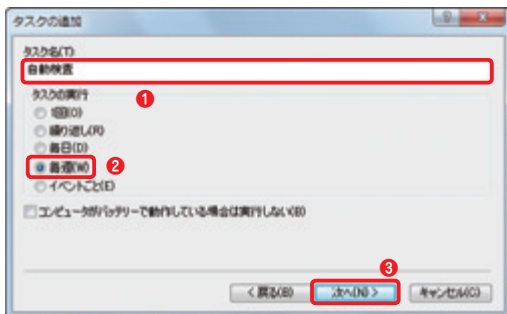 タスクの追加
タスク名(T)
自動検査
タスクの実行
❶
1回(O)
繰り返し(R)
毎日(D)
毎週(W)
❷
イベントごと(E)
コンピュータがバッテリーで動作している場合は実行しない(B)
❸
< 戻る(B)
次へ(N) >
キャンセル(C)